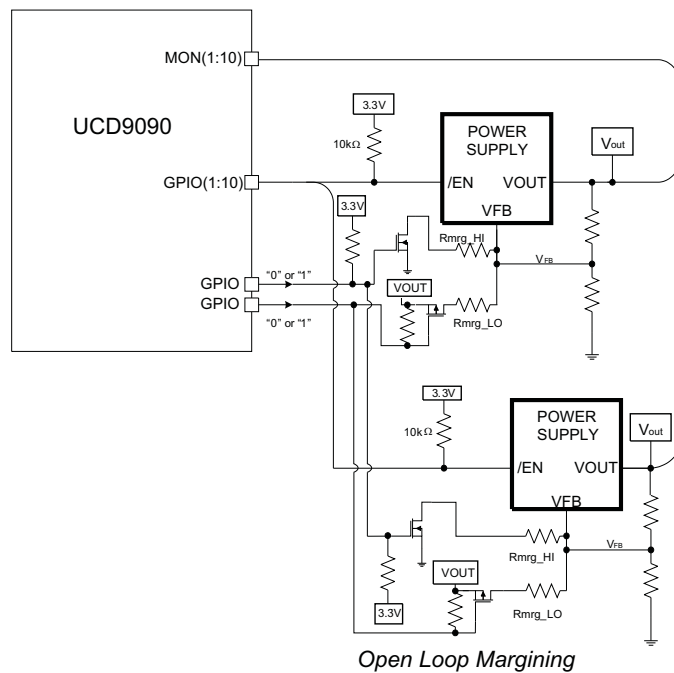 MON(1:10)
UCD9090
GPIO(1:10)
GPIO
GPIO
"0" or "1"
"0" or "1"
3.3V
10kΩ
POWER
SUPPLY
/EN
VOUT
VFB
Vout
3.3V
Rmrg_HI
VFB
VOUT
Rmrg_LO
3.3V
10kΩ
POWER
SUPPLY
/EN
VOUT
VFB
Vout
Rmrg_HI
VFB
VOUT
3.3V
Rmrg_LO
Open Loop Margining